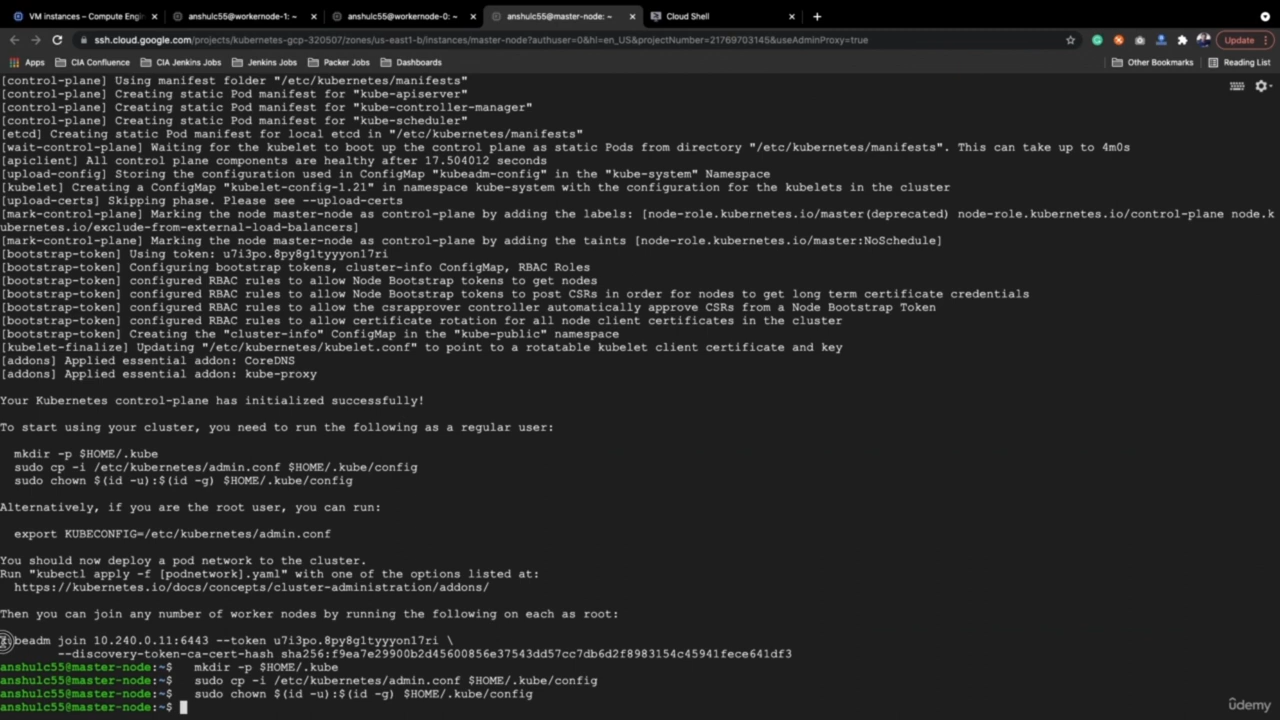 VM instances – Compute Engin
anshulc55@workernode-1: ~
anshulc55@workernode-0: ~
anshulc55@master-node: ~
Cloud Shell
ssh.cloud.google.com/projects/kubernetes-gcp-320507/zones/us-east1-b/instances/master-node?authuser=0&hl=en_US&projectNumber=21769703145&useAdminProxy=true
Update
Apps
CIA Confluence
CIA Jenkins Jobs
Jenkins Jobs
Packer Jobs
Dashboards
Other Bookmarks
Reading List
[control-plane] Using manifest folder "/etc/kubernetes/manifests"
[control-plane] Creating static Pod manifest for "kube-apiserver"
[control-plane] Creating static Pod manifest for "kube-controller-manager"
[control-plane] Creating static Pod manifest for "kube-scheduler"
[etcd] Creating static Pod manifest for local etcd in "/etc/kubernetes/manifests"
[wait-control-plane] Waiting for the kubelet to boot up the control plane as static Pods from directory "/etc/kubernetes/manifests". This can take up to 4m0s
[apiclient] All control plane components are healthy after 17.504012 seconds
[upload-config] Storing the configuration used in ConfigMap "kubeadm-config" in the "kube-system" Namespace
[kubelet] Creating a ConfigMap "kubelet-config-1.21" in namespace kube-system with the configuration for the kubelets in the cluster
[upload-certs] Skipping phase. Please see --upload-certs
[mark-control-plane] Marking the node master-node as control-plane by adding the labels: [node-role.kubernetes.io/master(deprecated) node-role.kubernetes.io/control-plane node.k
ubernetes.io/exclude-from-external-load-balancers]
[mark-control-plane] Marking the node master-node as control-plane by adding the taints [node-role.kubernetes.io/master:NoSchedule]
[bootstrap-token] Using token: u7i3po.8py8g1tyyyon17ri
[bootstrap-token] Configuring bootstrap tokens, cluster-info ConfigMap, RBAC Roles
[bootstrap-token] configured RBAC rules to allow Node Bootstrap tokens to get nodes
[bootstrap-token] configured RBAC rules to allow Node Bootstrap tokens to post CSRs in order for nodes to get long term certificate credentials
[bootstrap-token] configured RBAC rules to allow the csrapprover controller automatically approve CSRs from a Node Bootstrap Token
[bootstrap-token] configured RBAC rules to allow certificate rotation for all node client certificates in the cluster
[bootstrap-token] Creating the "cluster-info" ConfigMap in the "kube-public" namespace
[kubelet-finalize] Updating "/etc/kubernetes/kubelet.conf" to point to a rotatable kubelet client certificate and key
[addons] Applied essential addon: CoreDNS
[addons] Applied essential addon: kube-proxy
Your Kubernetes control-plane has initialized successfully!
To start using your cluster, you need to run the following as a regular user:
mkdir -p $HOME/.kube
sudo cp -i /etc/kubernetes/admin.conf $HOME/.kube/config
sudo chown $(id -u):$(id -g) $HOME/.kube/config
Alternatively, if you are the root user, you can run:
export KUBECONFIG=/etc/kubernetes/admin.conf
You should now deploy a pod network to the cluster.
Run "kubectl apply -f [podnetwork].yaml" with one of the options listed at:
https://kubernetes.io/docs/concepts/cluster-administration/addons/
Then you can join any number of worker nodes by running the following on each as root:
kubeadm join 10.240.0.11:6443 --token u7i3po.8py8g1tyyyon17ri \
--discovery-token-ca-cert-hash sha256:f9ea7e29900b2d45600856e37543dd57cc7db6d2f8983154c45941fece641df3
anshulc55@master-node:~$ mkdir -p $HOME/.kube
anshulc55@master-node:~$ sudo cp -i /etc/kubernetes/admin.conf $HOME/.kube/config
anshulc55@master-node:~$ sudo chown $(id -u):$(id -g) $HOME/.kube/config
anshulc55@master-node:~$
ûdemy